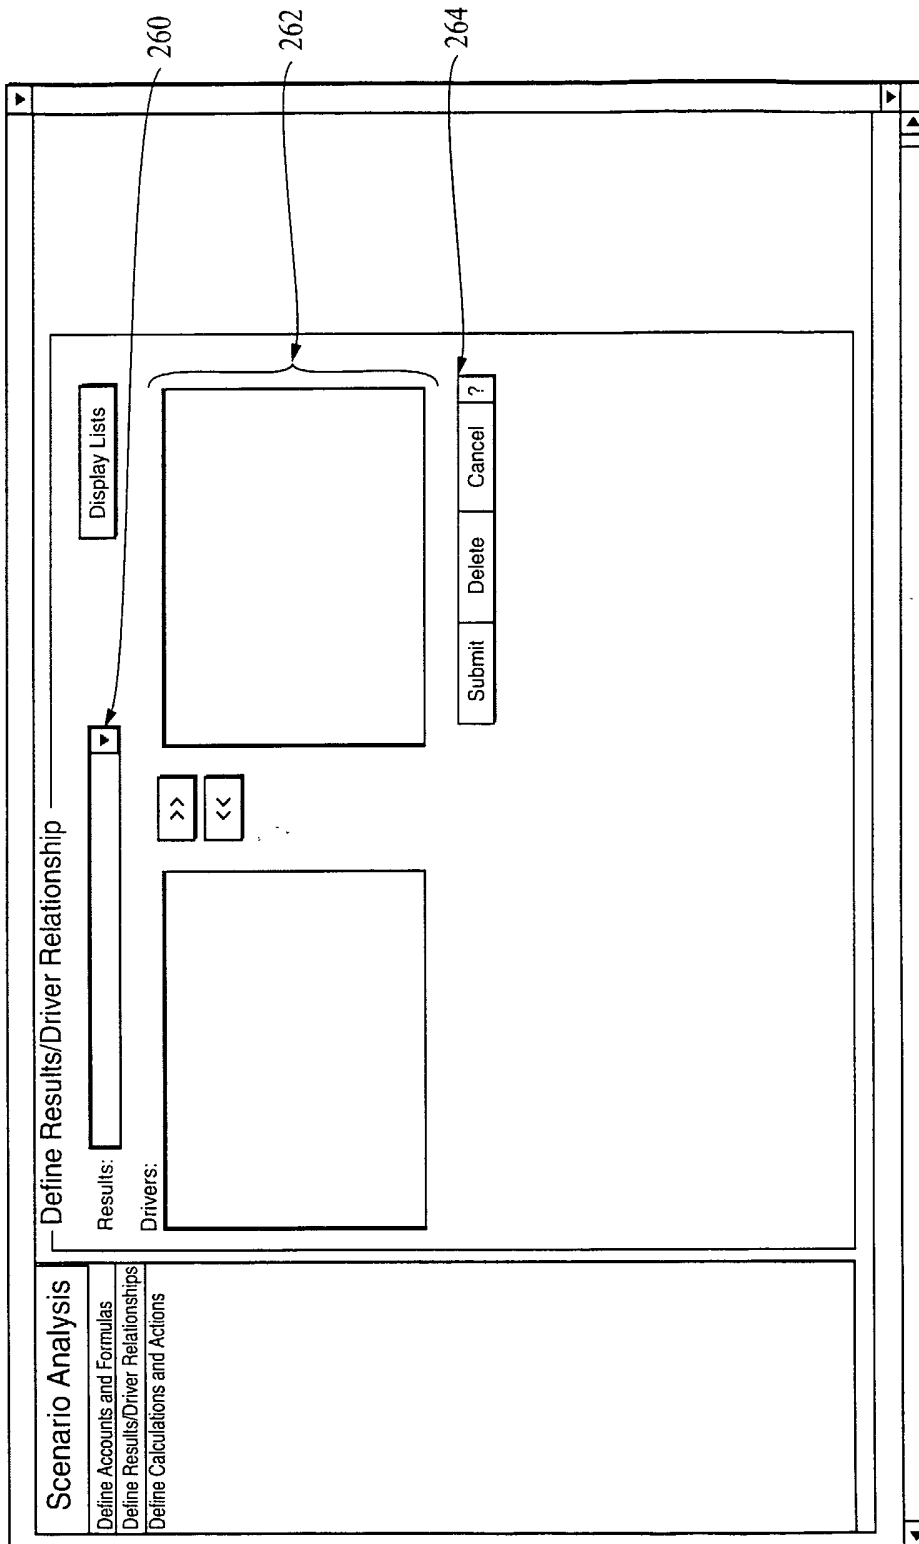 Scenario Analysis
Define Accounts and Formulas
Define Results/Driver Relationships
Define Calculations and Actions
Define Results/Driver Relationship
Results:
Display Lists
Drivers:
>>
<<
Submit Delete Cancel ?
260
262
264